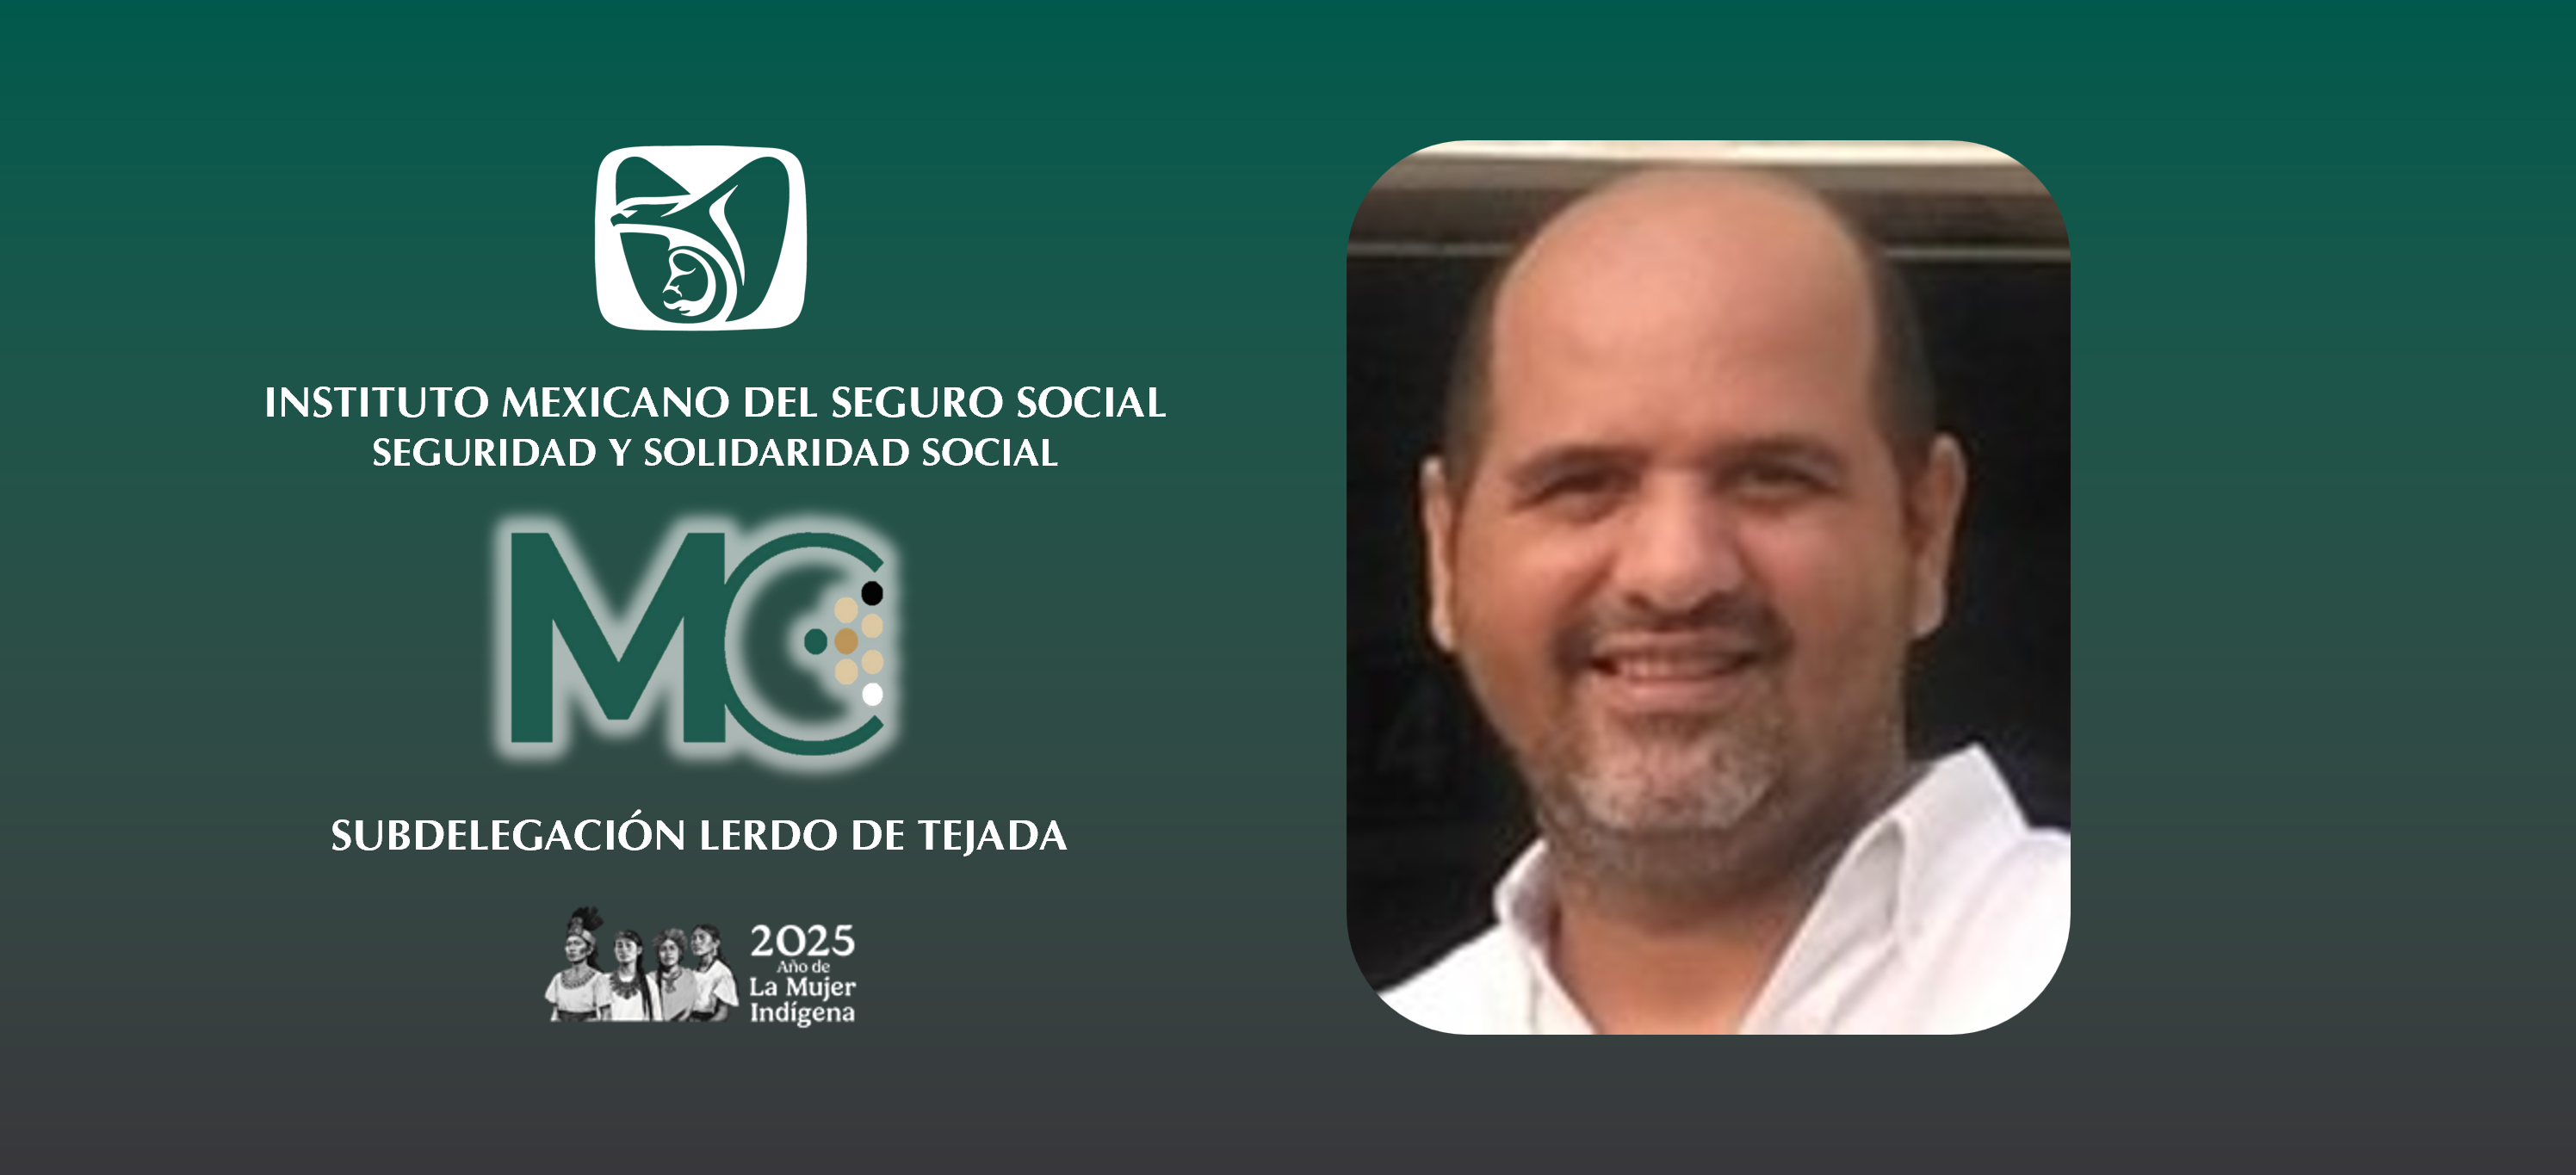 INSTITUTO MEXICANO DEL SEGURO SOCIAL
SEGURIDAD Y SOLIDARIDAD SOCIAL
MC
SUBDELEGACIÓN LERDO DE TEJADA
2025
Año de
La Mujer
Indígena